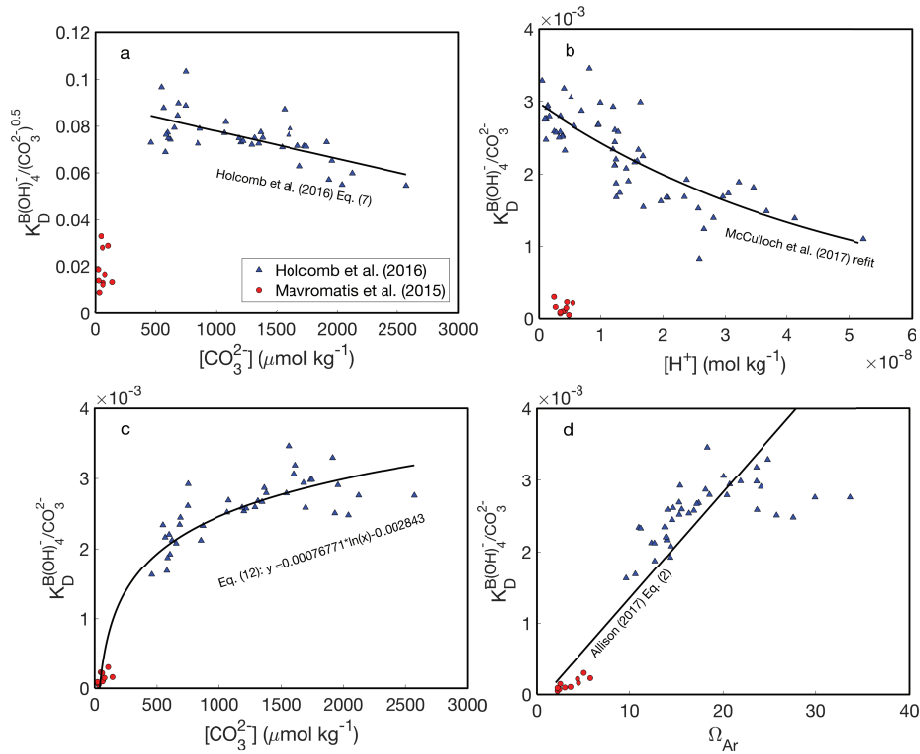 a
0.12
0.1
0.08
0.06
0.04
0.02
0
K_D^{B(OH)_4^-/(CO_3^{2-})^{0.5}}
Holcomb et al. (2016) Eq. (7)
Holcomb et al. (2016)
Mavromatis et al. (2015)
0 500 1000 1500 2000 2500 3000
[CO_3^{2-}] (μmol kg^{-1})
×10^{-3}
b
4
3
2
1
0
K_D^{B(OH)_4^-/CO_3^{2-}}
McCulloch et al. (2017) refit
0 1 2 3 4 5 6
[H^+] (mol kg^{-1})
×10^{-8}
×10^{-3}
c
4
3
2
1
0
K_D^{B(OH)_4^-/CO_3^{2-}}
Eq. (12): y =0.00076771*ln(x)-0.002843
0 500 1000 1500 2000 2500 3000
[CO_3^{2-}] (μmol kg^{-1})
×10^{-3}
d
4
3
2
1
0
K_D^{B(OH)_4^-/CO_3^{2-}}
Allison (2017) Eq. (2)
0 10 20 30 40
Ω_{Ar}